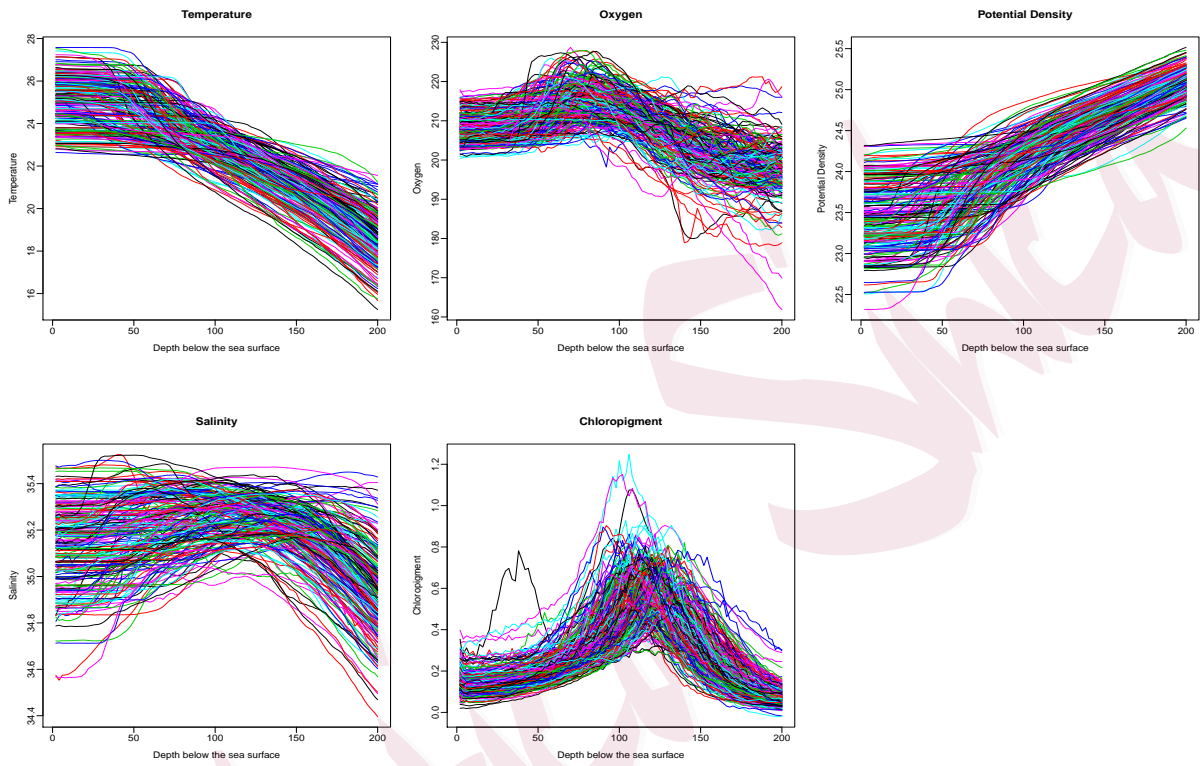 Temperature
Oxygen
Potential Density
28
26
24
22
20
18
16
Temperature
0 50 100 150 200
Depth below the sea surface
230
220
210
200
190
180
170
160
Oxygen
0 50 100 150 200
Depth below the sea surface
25.5
25.0
24.5
24.0
23.5
23.0
22.5
Potential Density
0 50 100 150 200
Depth below the sea surface
Salinity
Chloropigment
35.4
35.2
35.0
34.8
34.6
34.4
Salinity
0 50 100 150 200
Depth below the sea surface
1.2
1.0
0.8
0.6
0.4
0.2
0.0
Chloropigment
0 50 100 150 200
Depth below the sea surface